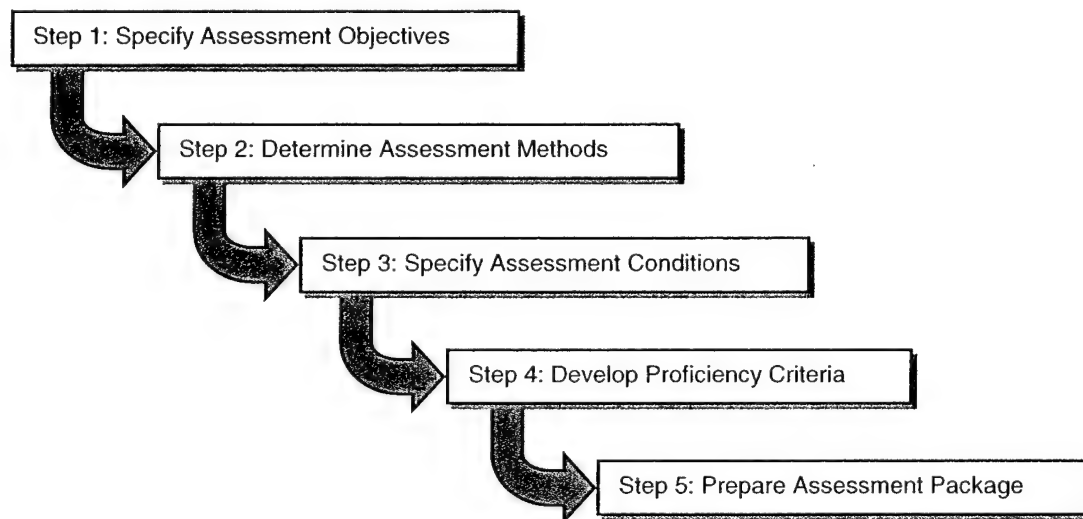 Step 1: Specify Assessment Objectives
Step 2: Determine Assessment Methods
Step 3: Specify Assessment Conditions
Step 4: Develop Proficiency Criteria
Step 5: Prepare Assessment Package